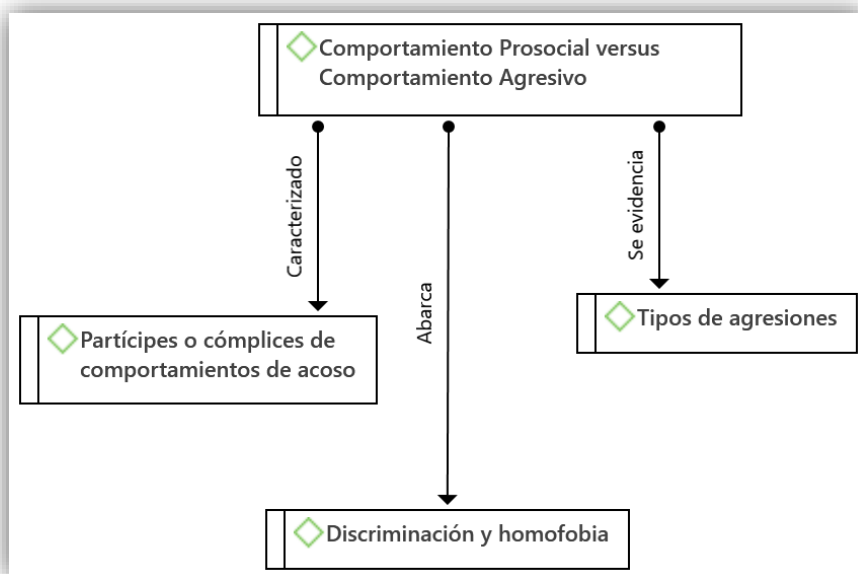 Comportamiento Prosocial versus
Comportamiento Agresivo
Caracterizado
Abarca
Se evidencia
Partícipes o cómplices de
comportamientos de acoso
Tipos de agresiones
Discriminación y homofobia